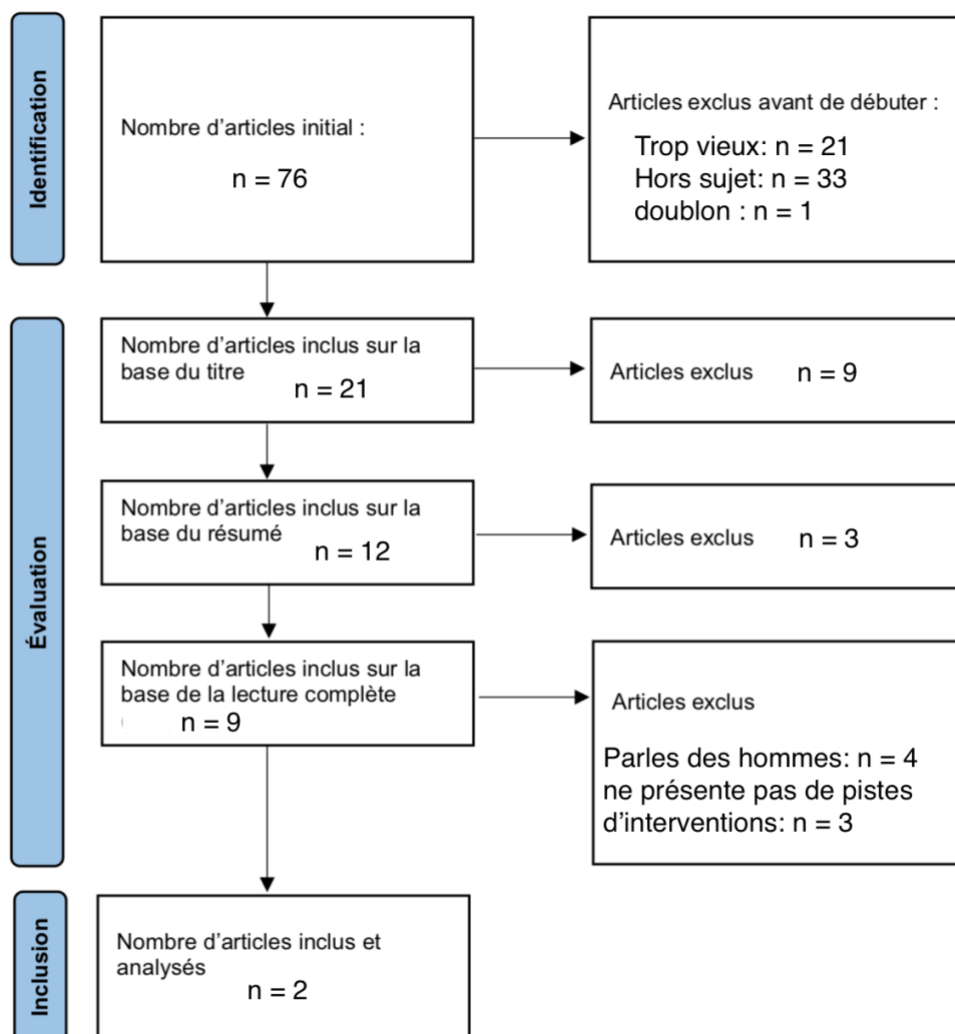 Identification
Nombre d'articles initial :
n = 76
Articles exclus avant de débuter :
Trop vieux: n = 21
Hors sujet: n = 33
doublon : n = 1
Évaluation
Nombre d'articles inclus sur la
base du titre
n = 21
Articles exclus n = 9
Nombre d'articles inclus sur la
base du résumé
n = 12
Articles exclus n = 3
Nombre d'articles inclus sur la
base de la lecture complète
n = 9
Articles exclus
Parles des hommes: n = 4
ne présente pas de pistes
d'interventions: n = 3
Inclusion
Nombre d'articles inclus et
analysés
n = 2